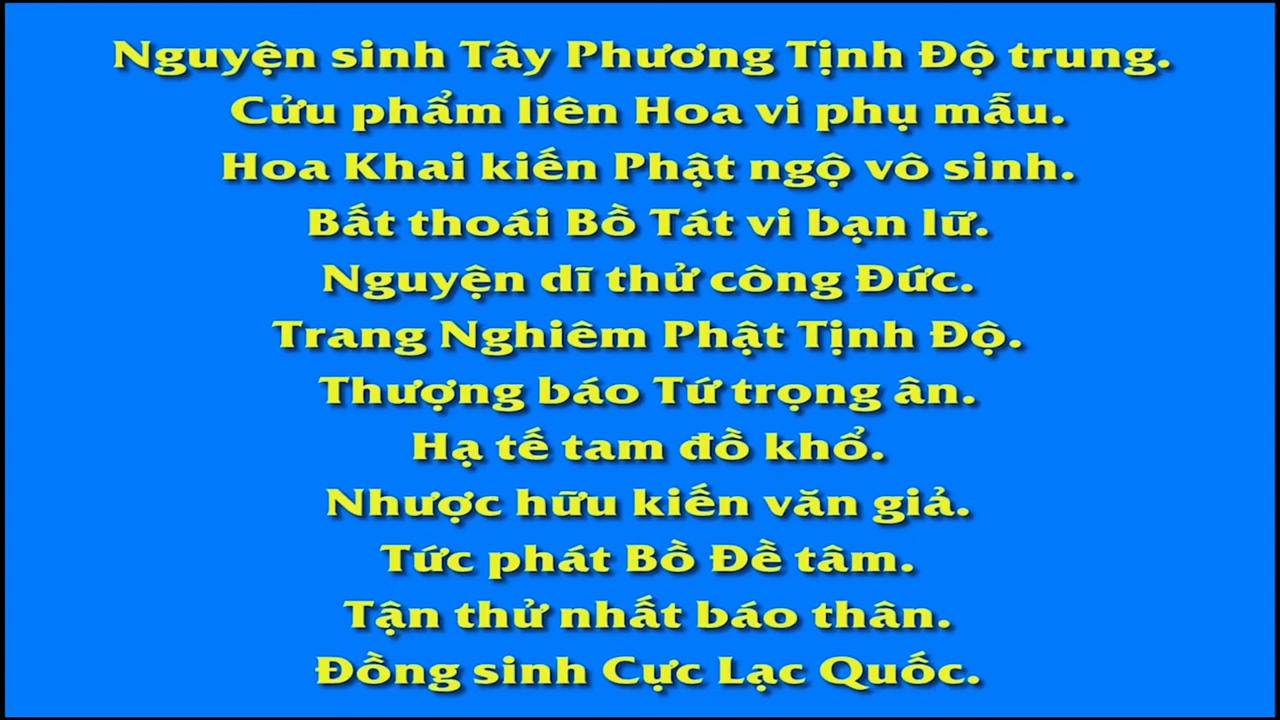 Nguyện sinh Tây Phương Tịnh Độ trung.
Cửu phẩm liên Hoa vi phụ mẫu.
Hoa Khai kiến Phật ngộ vô sinh.
Bất thoái Bồ Tát vi bạn lữ.
Nguyện dĩ thử công Đức.
Trang Nghiêm Phật Tịnh Độ.
Thượng báo Tứ trọng ân.
Hạ tế tam đồ khổ.
Nhược hữu kiến văn giả.
Tức phát Bồ Đề tâm.
Tận thử nhất báo thân.
Đồng sinh Cực Lạc Quốc.